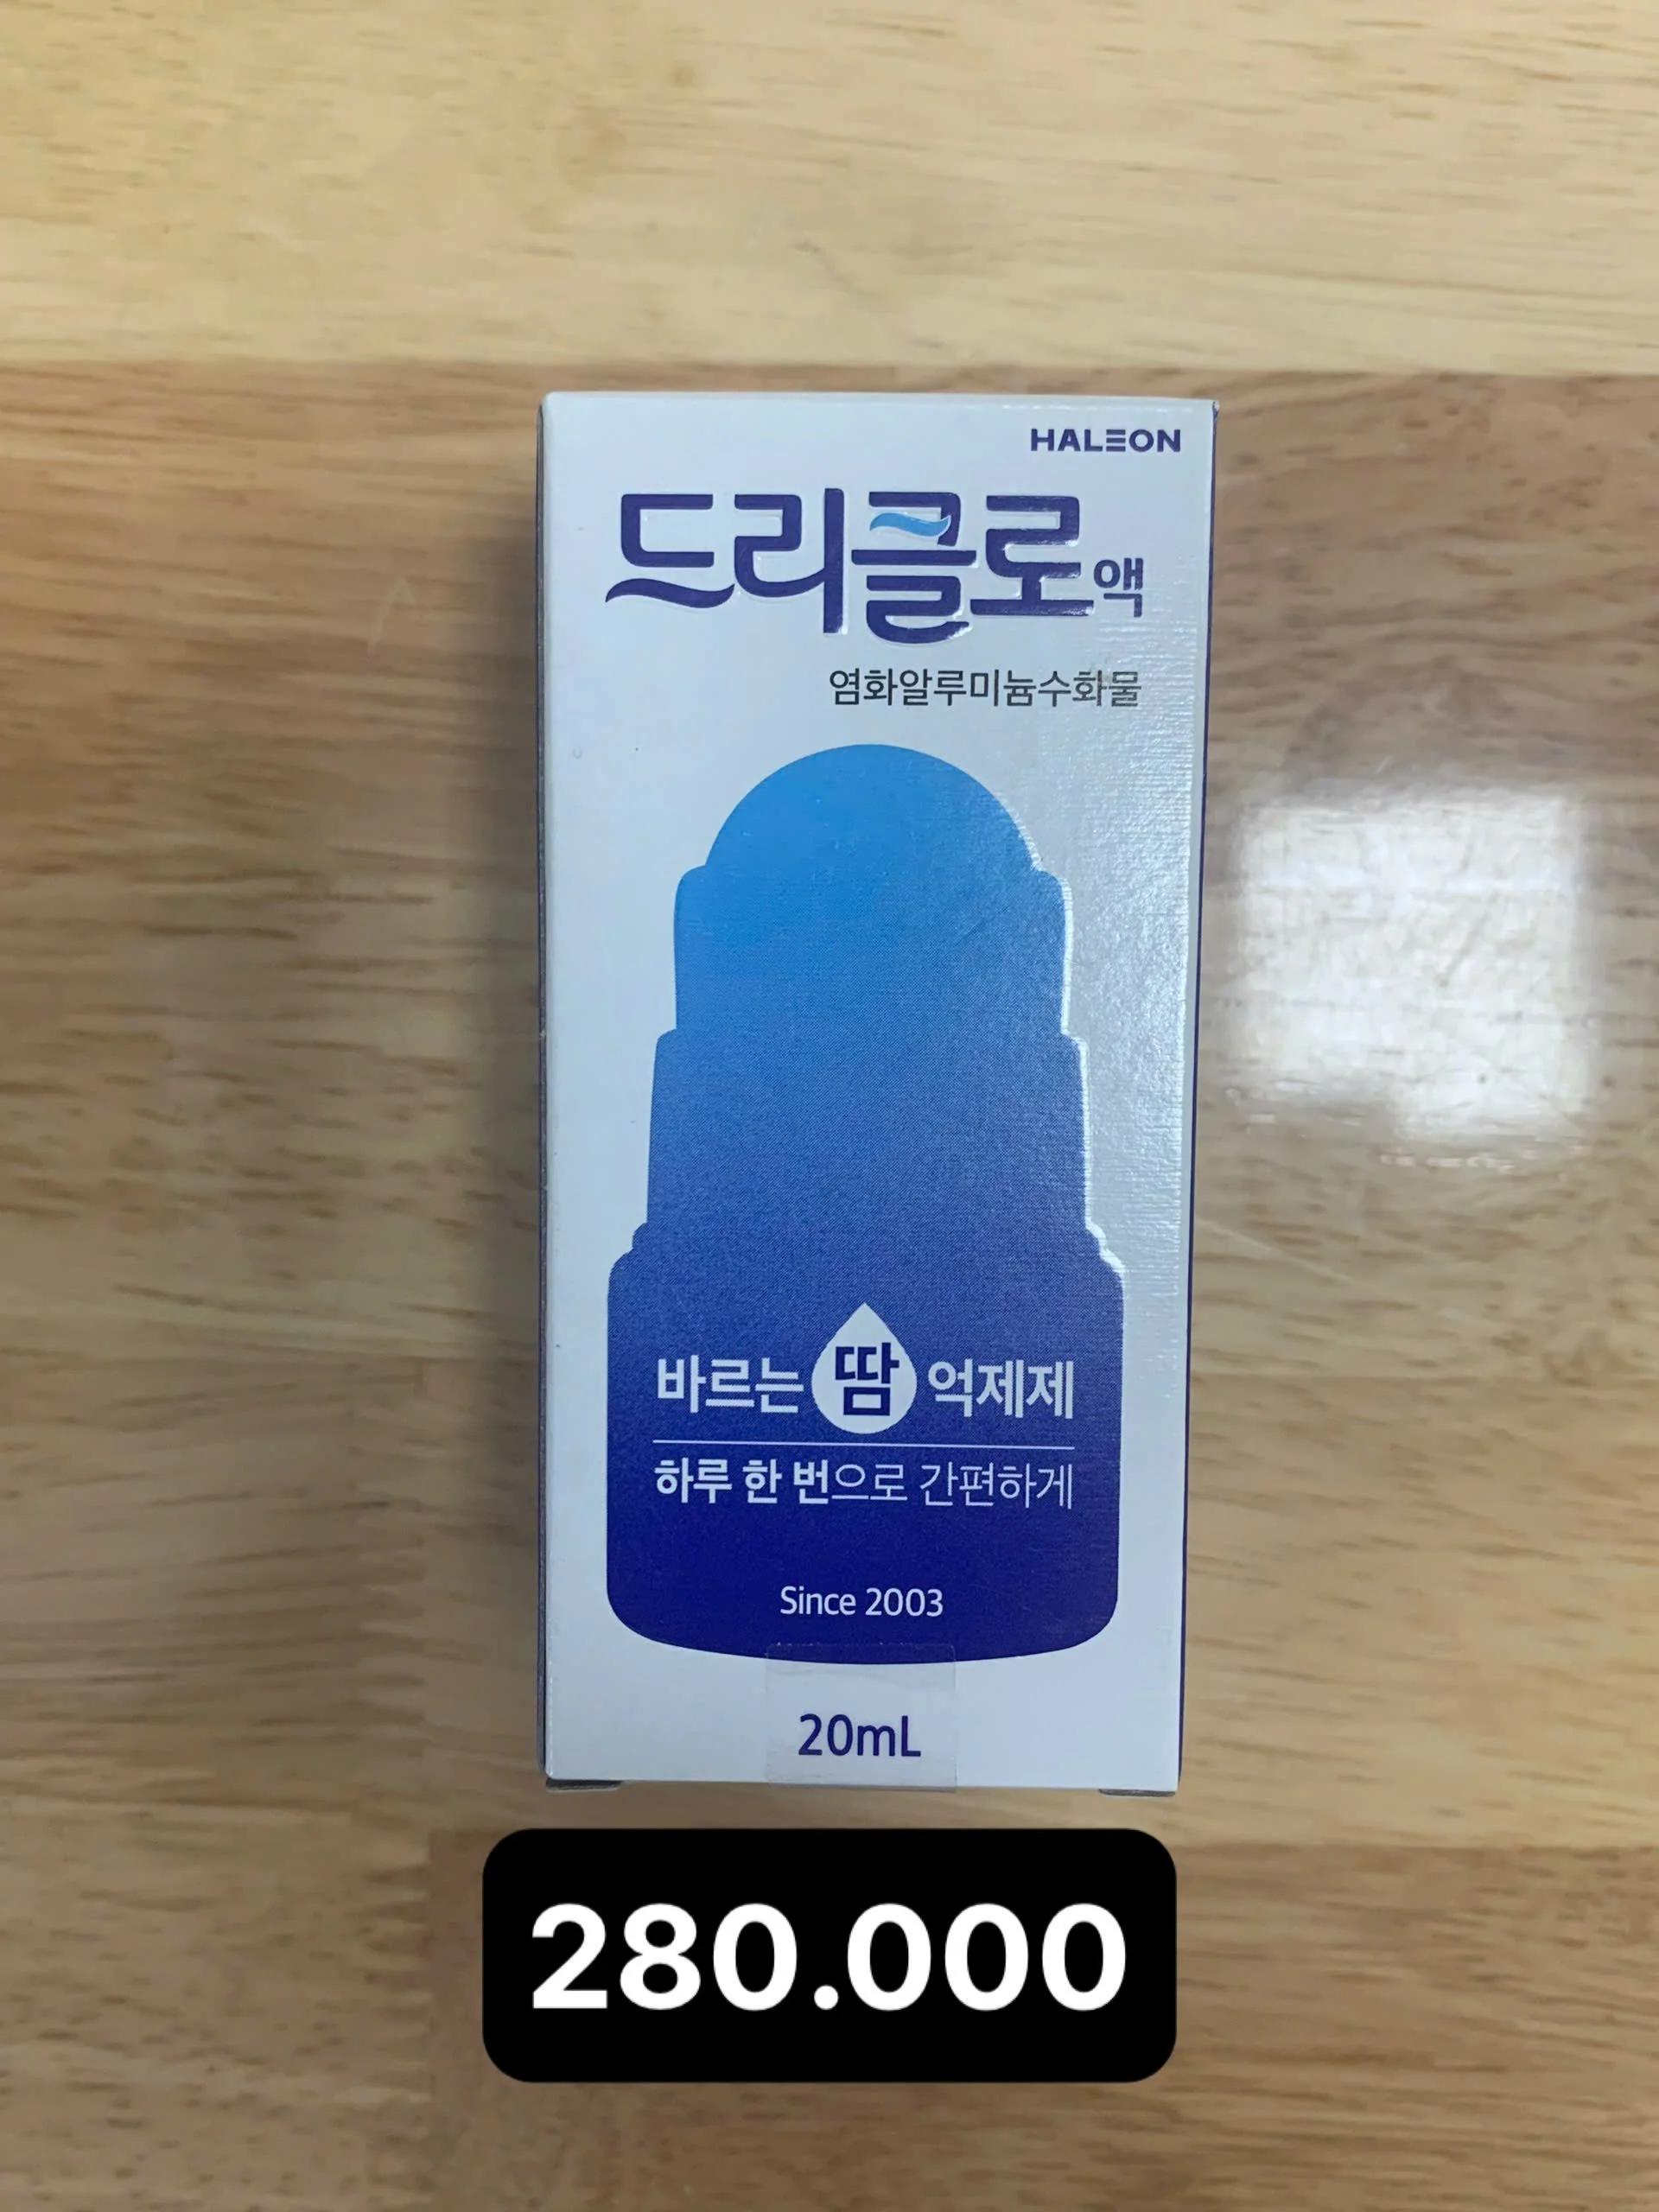 HALEON
드리클로액
염화알루미늄수화물
바르는 땀 억제제
하루 한 번으로 간편하게
Since 2003
20mL
280.000